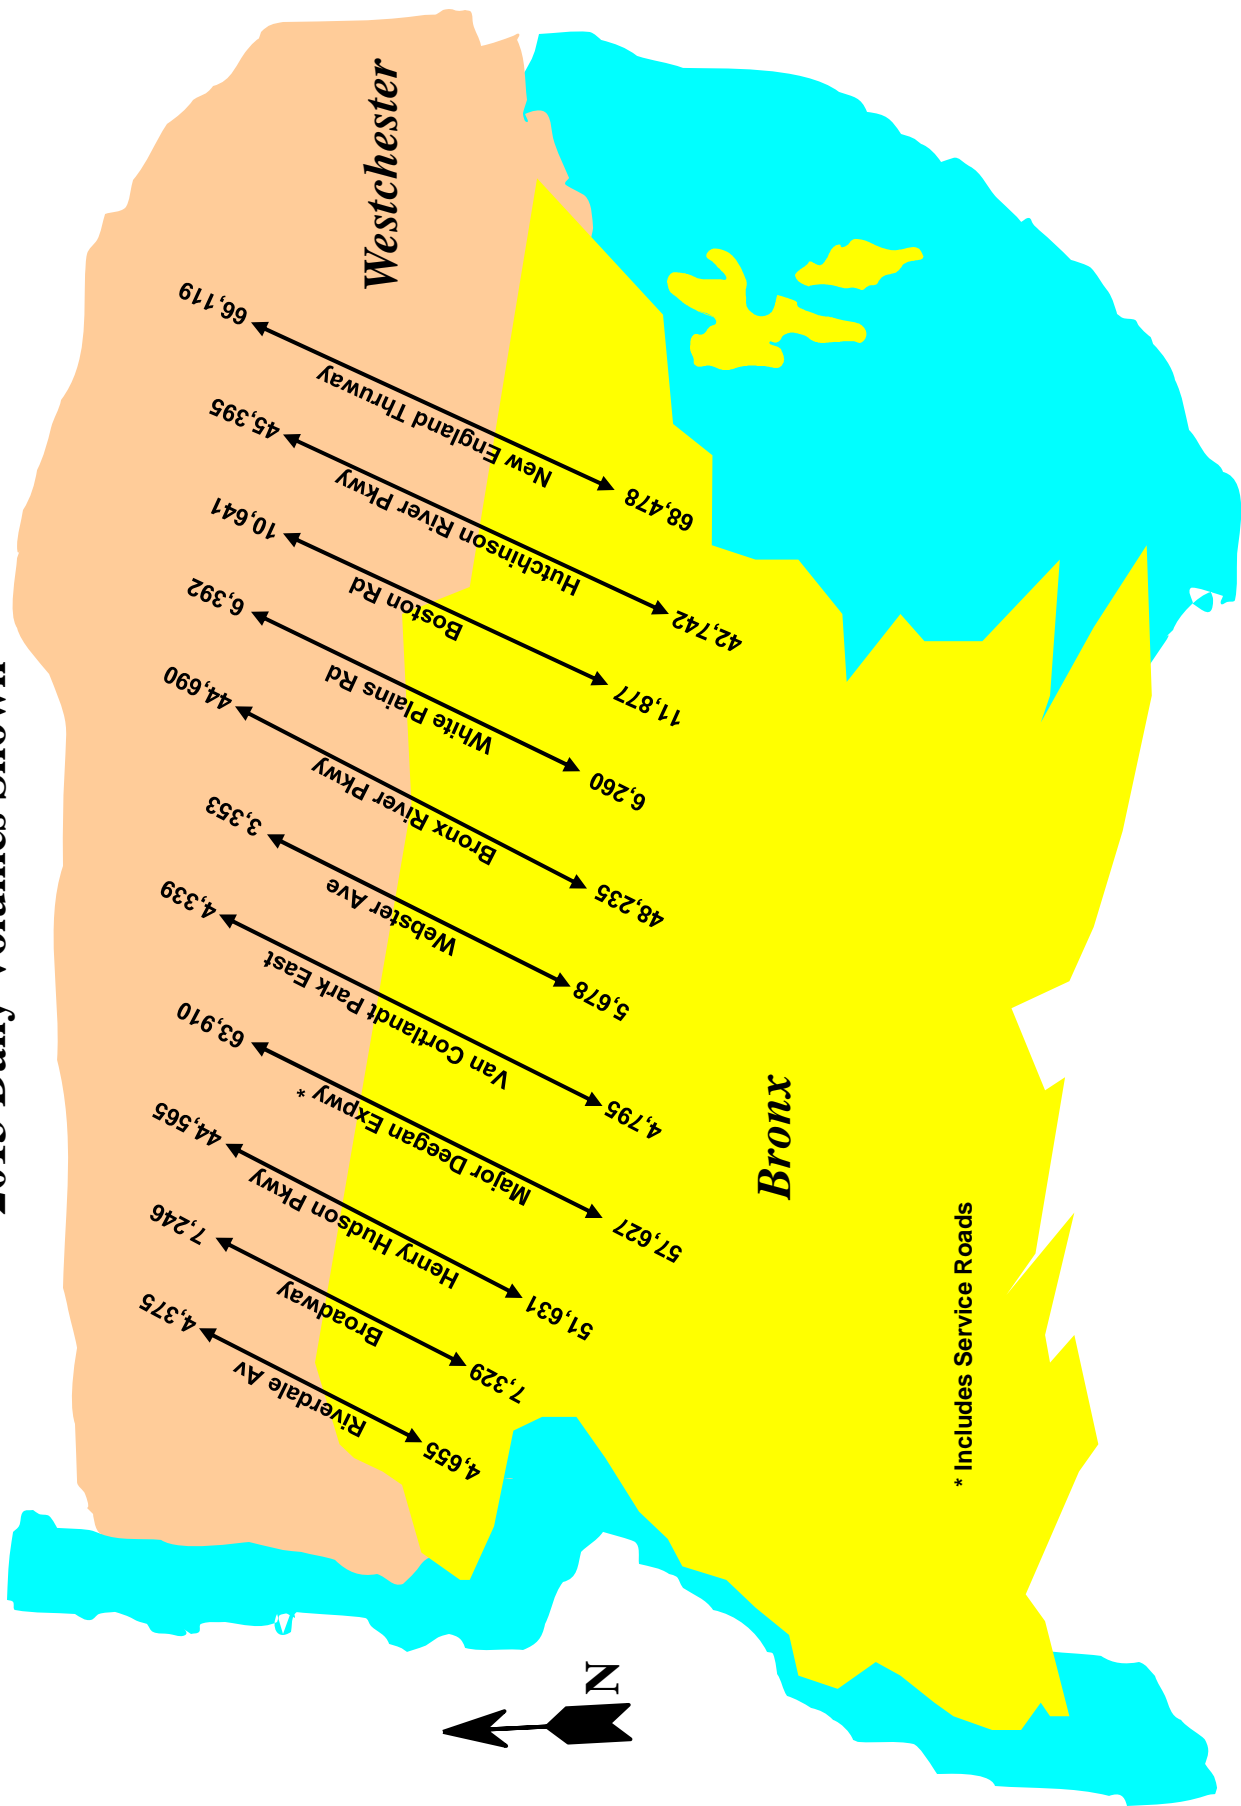 Westchester
66,119
New England Thruway
68,478
45,395
Hutchinson River Pkwy
42,742
10,641
Boston Rd
11,877
6,392
White Plains Rd
6,260
44,690
Bronx River Pkwy
48,235
3,353
Webster Ave
5,678
4,339
Van Cortlandt Park East
4,795
63,910
Major Deegan Expwy *
57,627
44,565
Henry Hudson Pkwy
51,631
7,246
Broadway
7,329
4,375
Riverdale Av
4,655
Bronx
* Includes Service Roads
N